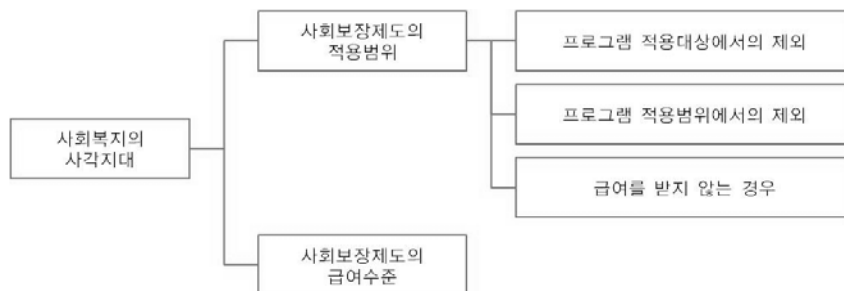 사회복지의
사각지대
사회보장제도의
적용범위
프로그램 적용대상에서의 제외
프로그램 적용범위에서의 제외
급여를 받지 않는 경우
사회보장제도의
급여수준